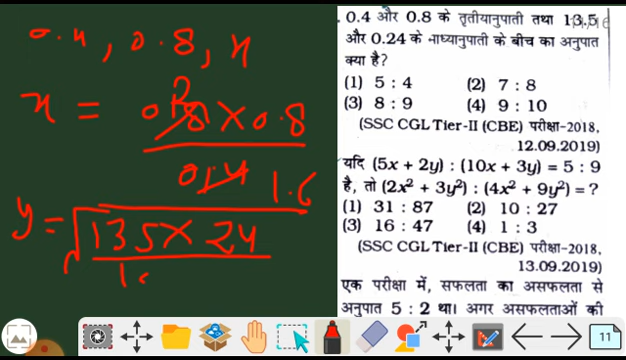 0.4, 0.8, x
x = 0.8 × 0.8
0.4
1.6
y = √135 × 24
. 0.4 और 0.8 के तृतीयानुपाती तथा 13.5
और 0.24 के माध्यानुपाती के बीच का अनुपात
क्या है?
(1) 5 : 4 (2) 7 : 8
(3) 8 : 9 (4) 9 : 10
(SSC CGL Tier-II (CBE) परीक्षा-2018,
12.09.2019)
यदि (5x + 2y) : (10x + 3y) = 5 : 9
है, तो (2x² + 3y²) : (4x² + 9y²) = ?
(1) 31 : 87 (2) 10 : 27
(3) 16 : 47 (4) 1 : 3
(SSC CGL Tier-II (CBE) परीक्षा-2018,
13.09.2019)
एक परीक्षा में, सफलता का असफलता से
अनुपात 5 : 2 था। अगर असफलताओं की
11